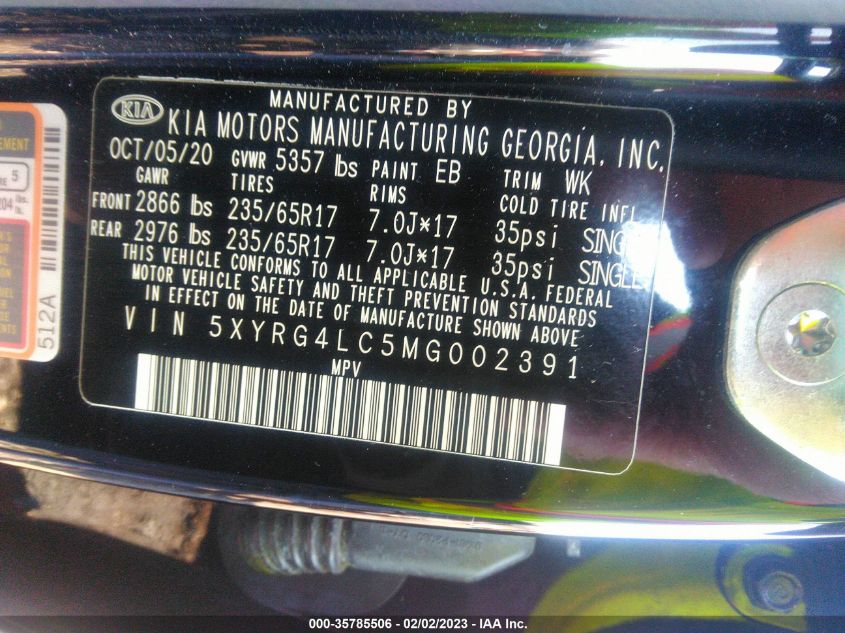 MANUFACTURED BY
KIA KIA MOTORS MANUFACTURING GEORGIA, INC.
OCT/05/20 GVWR 5357 lbs PAINT EB TRIM WK
GAWR TIRES RIMS COLD TIRE INFL
FRONT 2866 lbs 235/65R17 7.0J*17 35psi SINGLE
REAR 2976 lbs 235/65R17 7.0J*17 35psi SINGLE
THIS VEHICLE CONFORMS TO ALL APPLICABLE U.S.A. FEDERAL
MOTOR VEHICLE SAFETY AND THEFT PREVENTION STANDARDS
IN EFFECT ON THE DATE OF MANUFACTURE SHOWN ABOVE
VIN 5XYRG4LC5MG002391
MPV
512A
5
204 lbs.
000-35785506 - 02/02/2023 - IAA Inc.